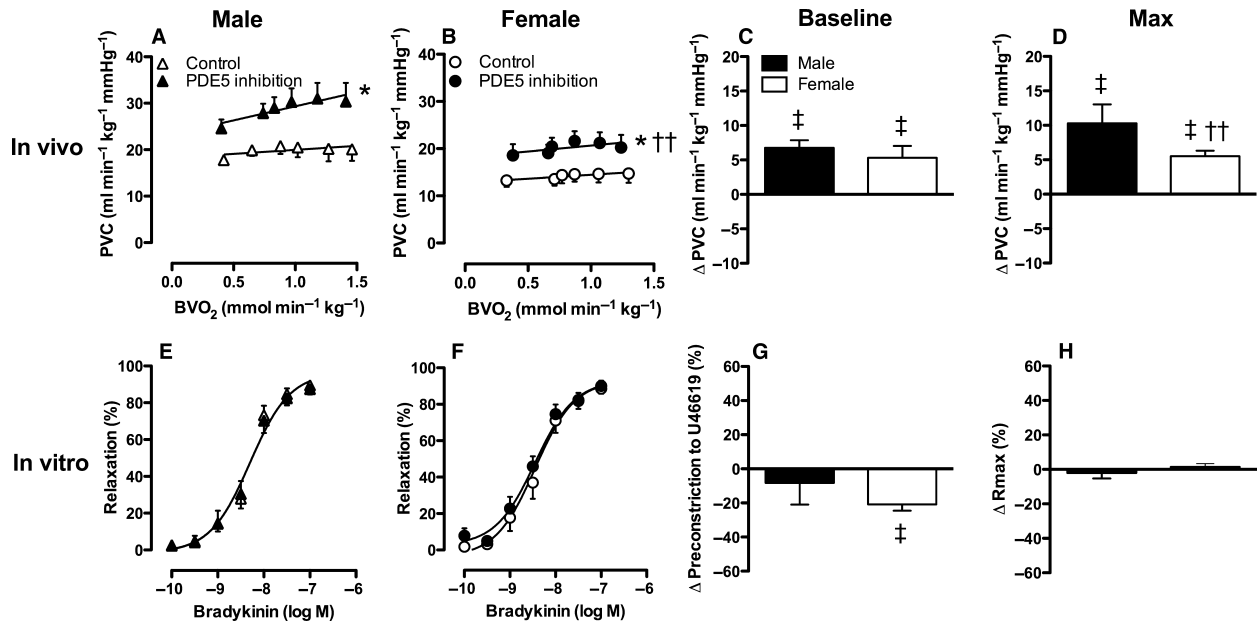 Male
Female
Baseline
Max
In vivo
A
Control
PDE5 inhibition
*
PVC (ml min⁻¹ kg⁻¹ mmHg⁻¹)
40
30
20
10
0
0.0 0.5 1.0 1.5
BVO₂ (mmol min⁻¹ kg⁻¹)
B
Control
PDE5 inhibition
* ††
PVC (ml min⁻¹ kg⁻¹ mmHg⁻¹)
40
30
20
10
0
0.0 0.5 1.0 1.5
BVO₂ (mmol min⁻¹ kg⁻¹)
C
Male
Female
‡ ‡
Δ PVC (ml min⁻¹ kg⁻¹ mmHg⁻¹)
20
15
10
5
0
−5
−10
D
‡
‡ ††
Δ PVC (ml min⁻¹ kg⁻¹ mmHg⁻¹)
20
15
10
5
0
−5
−10
In vitro
E
Relaxation (%)
100
80
60
40
20
0
−10 −9 −8 −7 −6
Bradykinin (log M)
F
Relaxation (%)
100
80
60
40
20
0
−10 −9 −8 −7 −6
Bradykinin (log M)
G
Δ Preconstriction to U46619 (%)
60
40
20
0
−20
−40
−60
‡
H
Δ Rmax (%)
60
40
20
0
−20
−40
−60